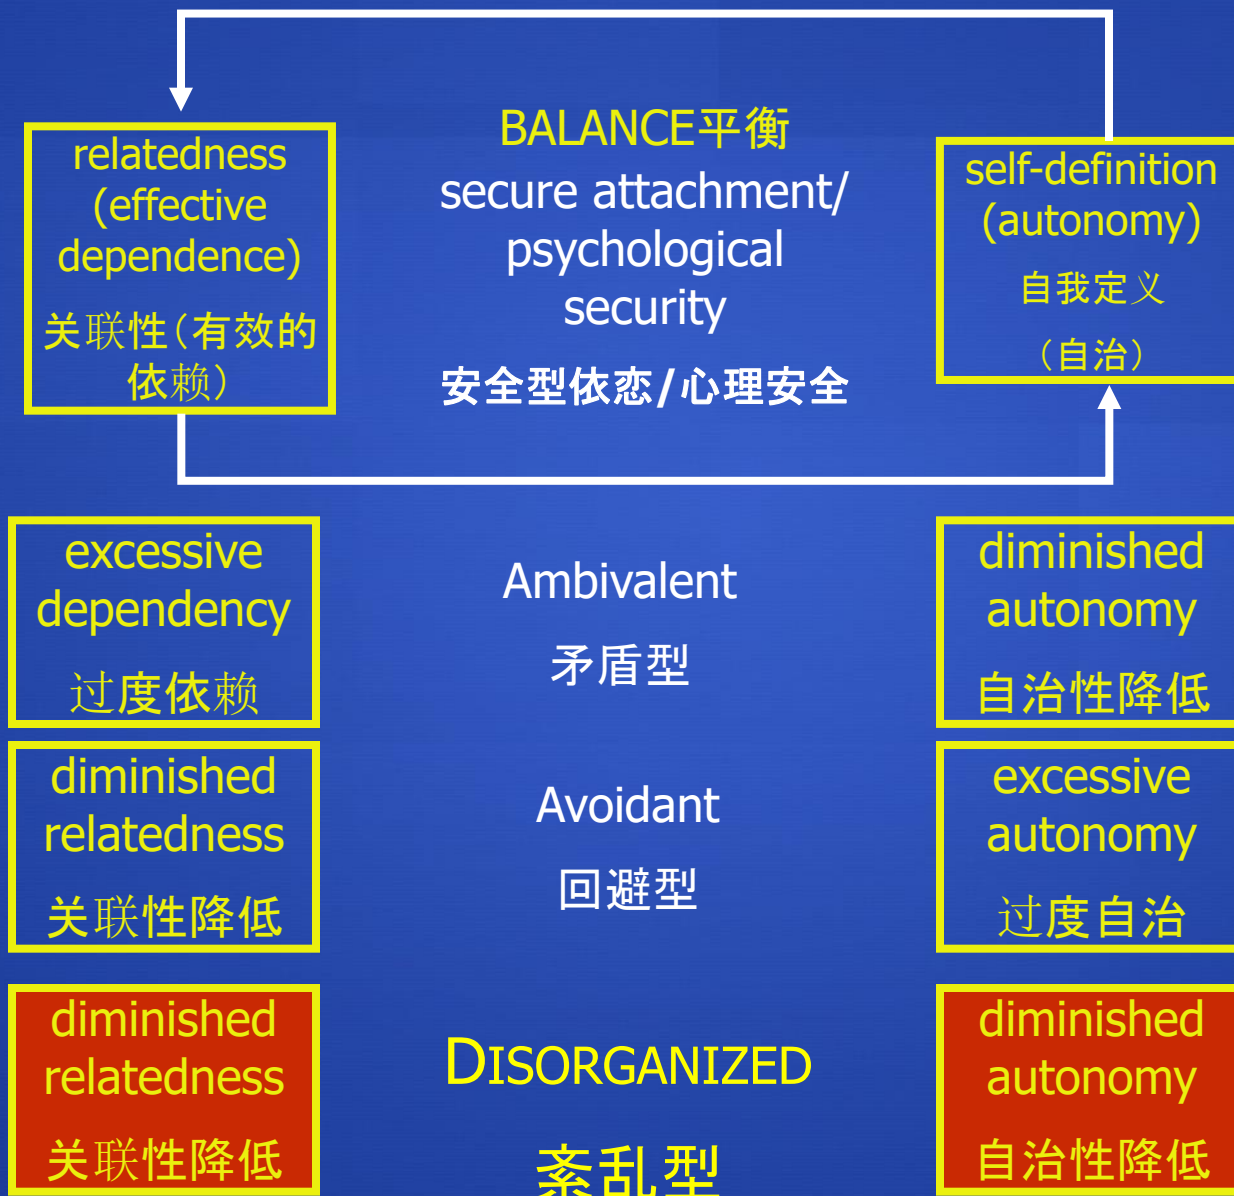 relatedness
(effective
dependence)
关联性(有效的
依赖)
BALANCE平衡
secure attachment/
psychological
security
安全型依恋/心理安全
self-definition
(autonomy)
自我定义
(自治)
excessive
dependency
过度依赖
Ambivalent
矛盾型
diminished
autonomy
自治性降低
diminished
relatedness
关联性降低
Avoidant
回避型
excessive
autonomy
过度自治
diminished
relatedness
关联性降低
DISORGANIZED
紊乱型
diminished
autonomy
自治性降低